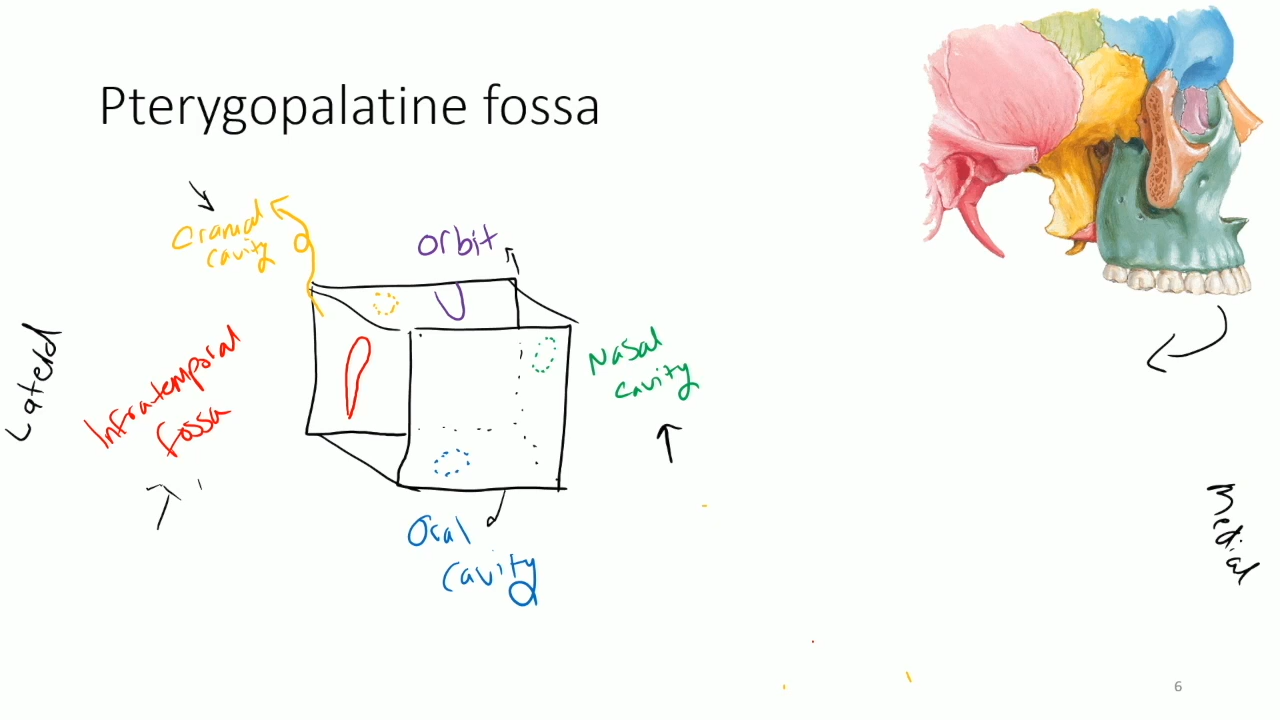 Pterygopalatine fossa
Cranial
cavity
orbit
Lateral
Infratemporal
fossa
Nasal
cavity
Oral
cavity
Medial
6